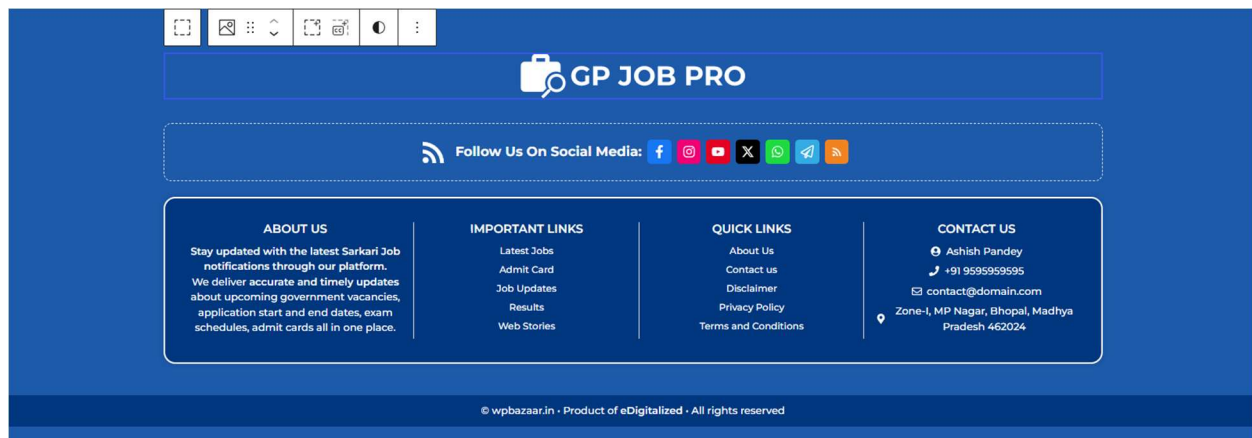 GP JOB PRO
Follow Us On Social Media:
ABOUT US
Stay updated with the latest Sarkari Job
notifications through our platform.
We deliver accurate and timely updates
about upcoming government vacancies,
application start and end dates, exam
schedules, admit cards all in one place.
IMPORTANT LINKS
Latest Jobs
Admit Card
Job Updates
Results
Web Stories
QUICK LINKS
About Us
Contact us
Disclaimer
Privacy Policy
Terms and Conditions
CONTACT US
Ashish Pandey
+91 9595959595
contact@domain.com
Zone-I, MP Nagar, Bhopal, Madhya
Pradesh 462024
© wpbazaar.in • Product of eDigitalized • All rights reserved